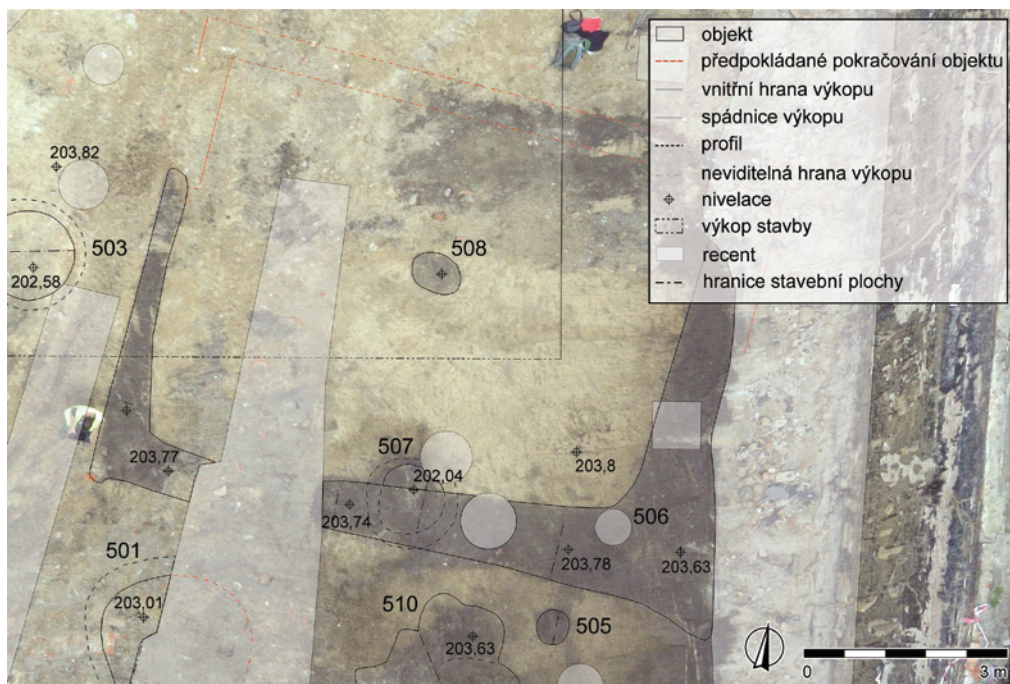 objekt
předpokládané pokračování objektu
vnitřní hrana výkopu
spádnice výkopu
profil
neviditelná hrana výkopu
nivelace
výkop stavby
recent
hranice stavební plochy
203,82
503
202,58
508
203,77
507
202,04
203,8
203,74
506
203,78
203,63
501
203,01
510
203,63
505
0
3 m